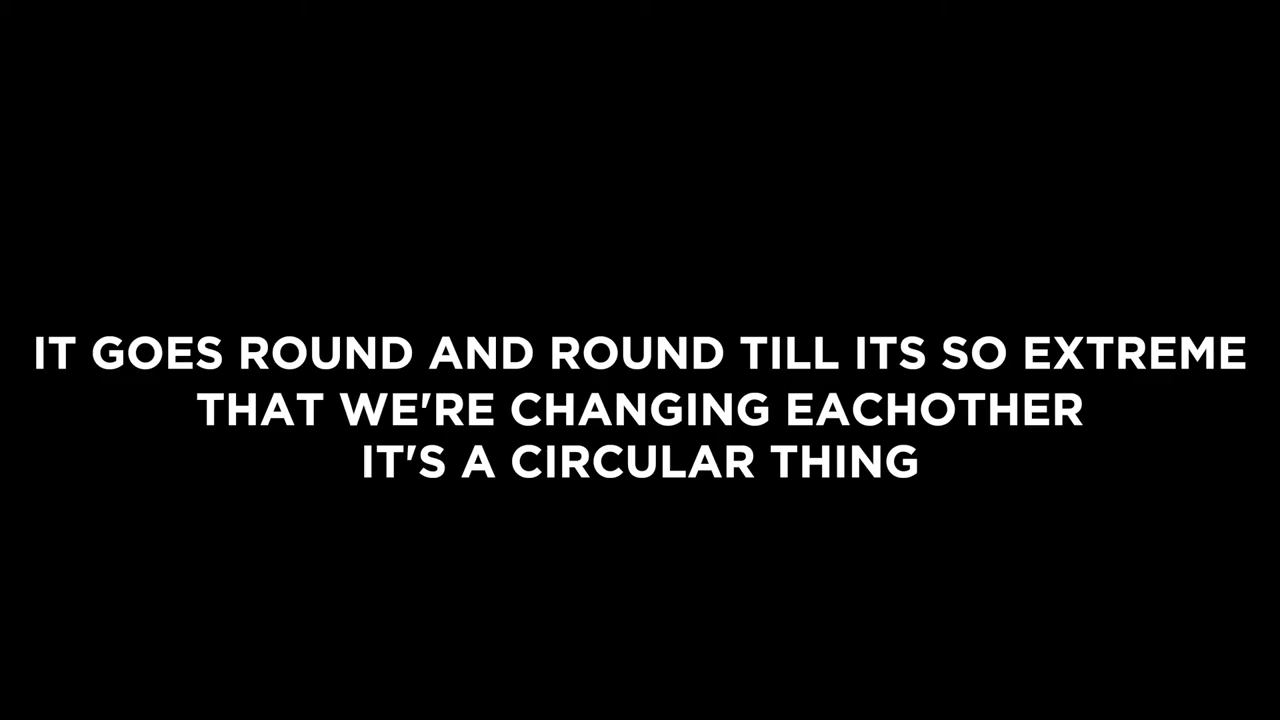 IT GOES ROUND AND ROUND TILL ITS SO EXTREME
THAT WE'RE CHANGING EACHOTHER
IT'S A CIRCULAR THING